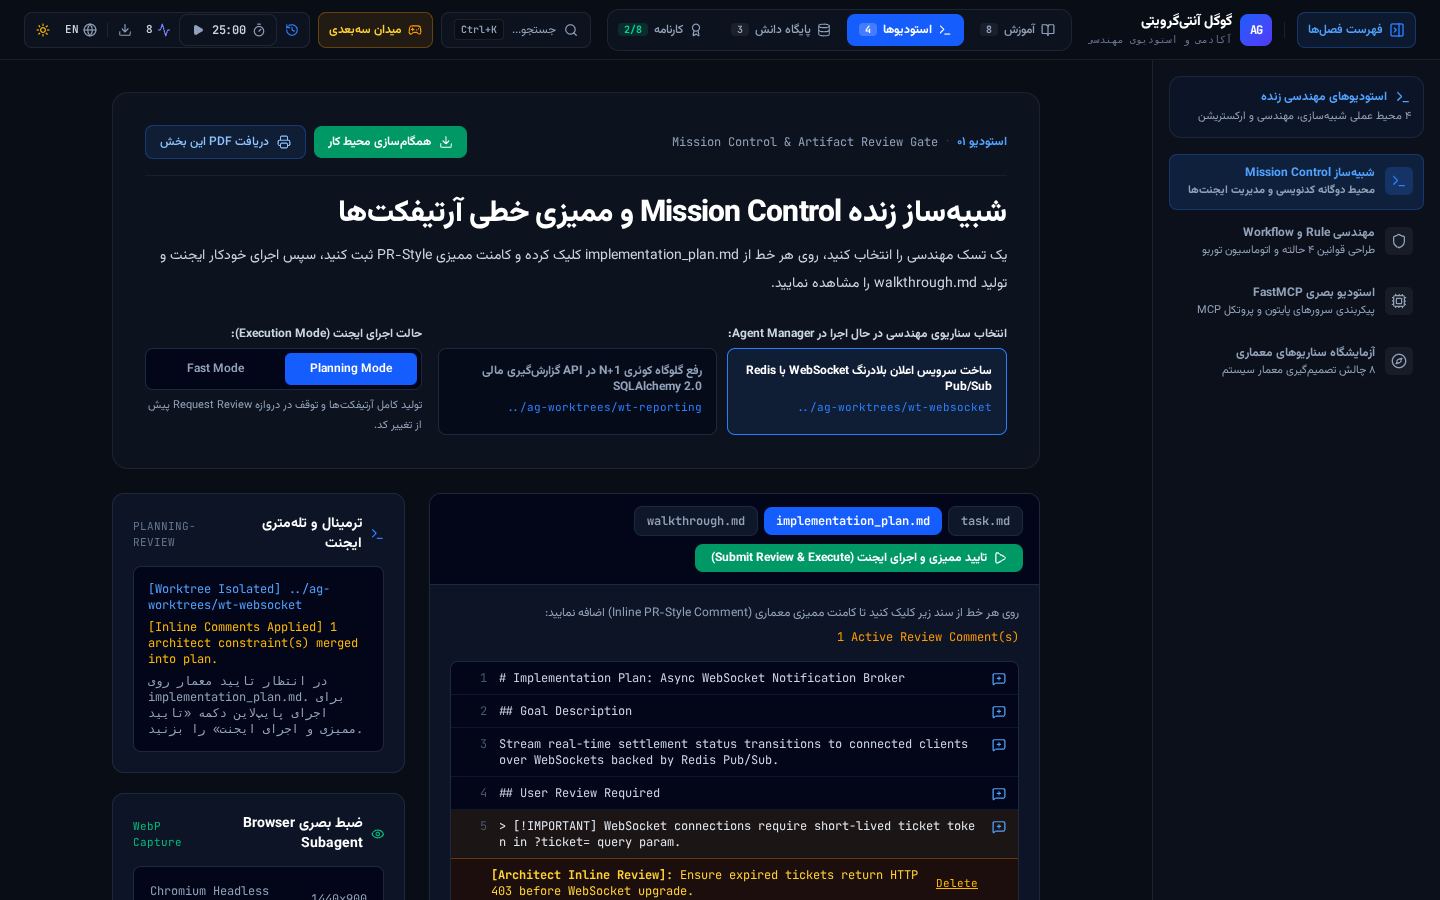 فهرست فصل‌ها
AG
گوگل آنتی‌گرویتی
آکادمی و استودیوی مهندسی
آموزش 8
استودیوها 4
پایگاه دانش 3
کارنامه 2/8
جستجو... Ctrl+K
میدان سه‌بعدی
25:00
8
EN
استودیوهای مهندسی زنده
۴ محیط عملی شبیه‌سازی، مهندسی و ارکستریشن
شبیه‌ساز Mission Control
محیط دوگانه کدنویسی و مدیریت ایجنت‌ها
مهندسی Rule و Workflow
طراحی قوانین ۴ حالته و اتوماسیون توربو
استودیو بصری FastMCP
پیکربندی سرورهای پایتون و پروتکل MCP
آزمایشگاه سناریوهای معماری
۸ چالش تصمیم‌گیری معمار سیستم
استودیو ۰۱ · Mission Control & Artifact Review Gate
همگام‌سازی محیط کار
دریافت PDF این بخش
شبیه‌ساز زنده Mission Control و ممیزی خطی آرتیفکت‌ها
یک تسک مهندسی را انتخاب کنید، روی هر خط از implementation_plan.md کلیک کرده و کامنت ممیزی PR-Style ثبت کنید، سپس اجرای خودکار ایجنت و
تولید walkthrough.md را مشاهده نمایید.
انتخاب سناریوی مهندسی در حال اجرا در Agent Manager:
ساخت سرویس اعلان بلادرنگ WebSocket با Redis
Pub/Sub
../ag-worktrees/wt-websocket
رفع گلوگاه کوئری N+1 در API گزارش‌گیری مالی
SQLAlchemy 2.0
../ag-worktrees/wt-reporting
حالت اجرای ایجنت (Execution Mode):
Planning Mode
Fast Mode
تولید کامل آرتیفکت‌ها و توقف در دروازه Request Review پیش
از تغییر کد.
task.md
implementation_plan.md
walkthrough.md
تایید ممیزی و اجرای ایجنت (Submit Review & Execute)
روی هر خط از سند زیر کلیک کنید تا کامنت ممیزی معماری (Inline PR-Style Comment) اضافه نمایید:
1 Active Review Comment(s)
1 # Implementation Plan: Async WebSocket Notification Broker
2 ## Goal Description
3 Stream real-time settlement status transitions to connected clients
over WebSockets backed by Redis Pub/Sub.
4 ## User Review Required
5 > [!IMPORTANT] WebSocket connections require short-lived ticket toke
n in ?ticket= query param.
[Architect Inline Review]: Ensure expired tickets return HTTP
403 before WebSocket upgrade.
Delete
ترمینال و تله‌متری
ایجنت
PLANNING-
REVIEW
[Worktree Isolated] ../ag-
worktrees/wt-websocket
[Inline Comments Applied] 1
architect constraint(s) merged
into plan.
در انتظار تایید معمار روی
implementation_plan.md. برای
اجرای پایپ‌لاین دکمه «تایید
ممیزی و اجرای ایجنت» را بزنید.
ضبط بصری Browser
Subagent
WebP
Capture
Chromium Headless
1440x900